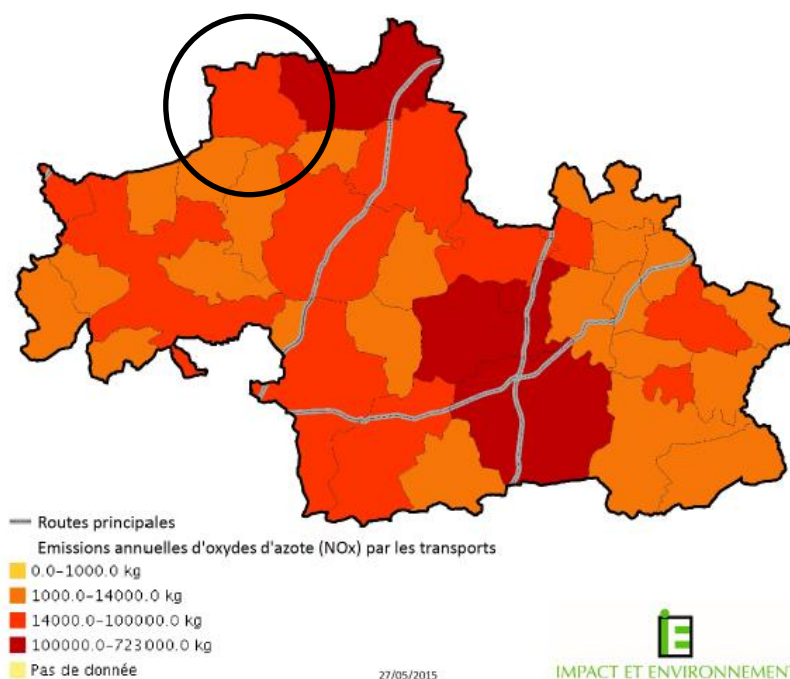 Routes principales
Emissions annuelles d'oxydes d'azote (NOx) par les transports
0.0-1000.0 kg
1000.0-14000.0 kg
14000.0-100000.0 kg
100000.0-723000.0 kg
Pas de donnée
27/05/2015
iE
IMPACT ET ENVIRONNEMENT